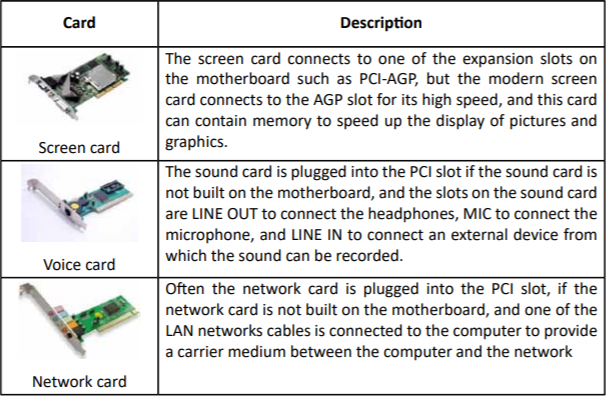 Card
Description
Screen card
The screen card connects to one of the expansion slots on
the motherboard such as PCI-AGP, but the modern screen
card connects to the AGP slot for its high speed, and this card
can contain memory to speed up the display of pictures and
graphics.
Voice card
The sound card is plugged into the PCI slot if the sound card is
not built on the motherboard, and the slots on the sound card
are LINE OUT to connect the headphones, MIC to connect the
microphone, and LINE IN to connect an external device from
which the sound can be recorded.
Network card
Often the network card is plugged into the PCI slot, if the
network card is not built on the motherboard, and one of the
LAN networks cables is connected to the computer to provide
a carrier medium between the computer and the network